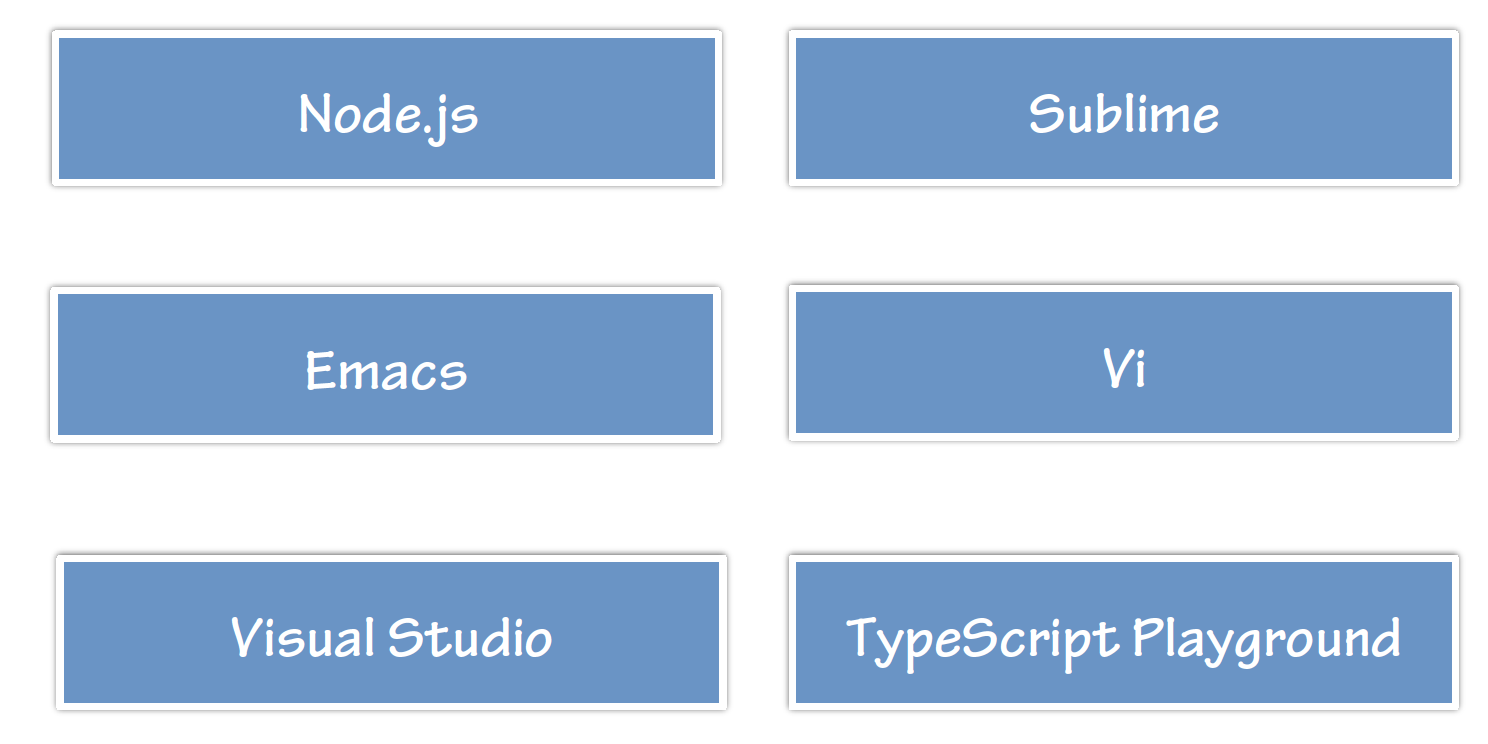 Node.js
Sublime
Emacs
Vi
Visual Studio
TypeScript Playground